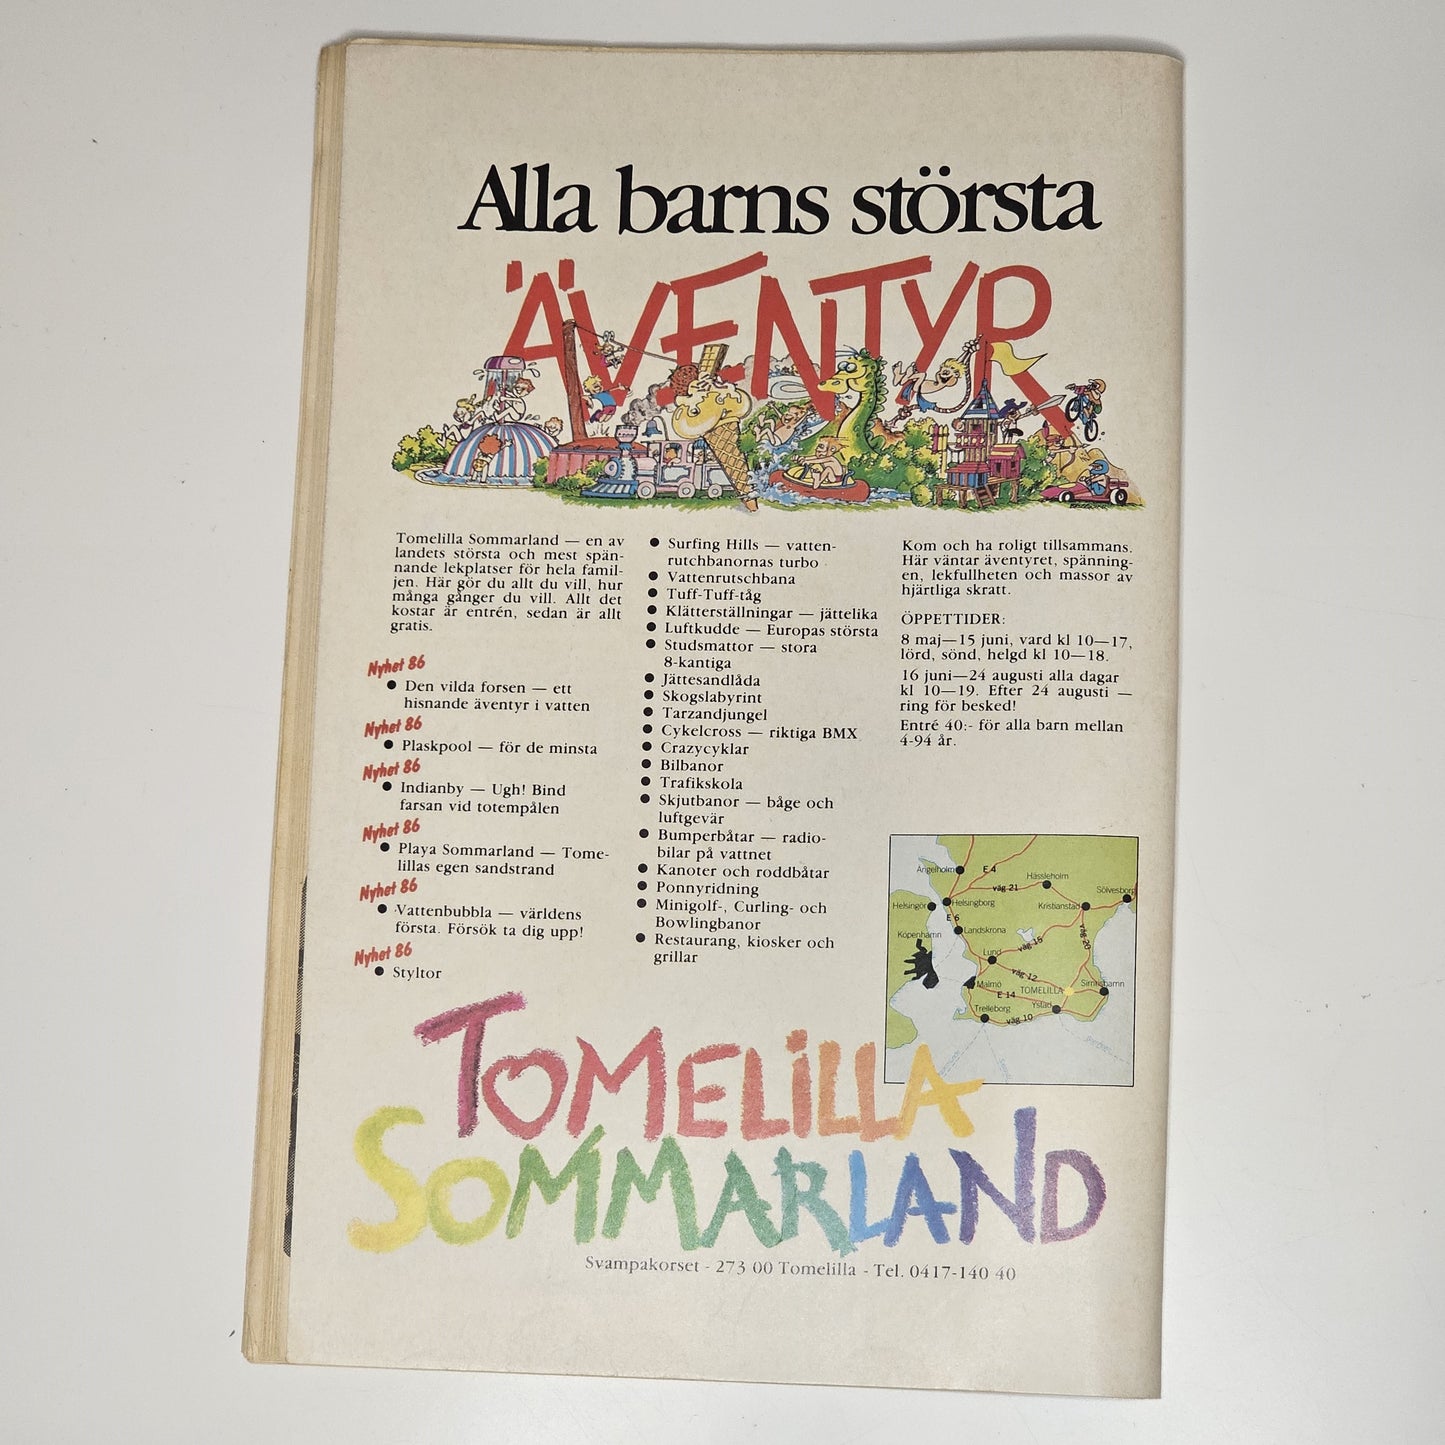 Alla barns största
ÄVENTYR
Tomelilla Sommarland — en av
landets största och mest spän-
nande lekplatser för hela famil-
jen. Här gör du allt du vill, hur
många gånger du vill. Allt det
kostar är entrén, sedan är allt
gratis.
Nyhet 86
● Den vilda forsen — ett
hisnande äventyr i vatten
Nyhet 86
● Plaskpool — för de minsta
Nyhet 86
● Indianby — Ugh! Bind
farsan vid totempålen
Nyhet 86
● Playa Sommarland — Tome-
lillas egen sandstrand
Nyhet 86
● Vattenbubbla — världens
första. Försök ta dig upp!
Nyhet 86
● Styltor
● Surfing Hills — vatten-
rutchbanornas turbo
● Vattenrutschbana
● Tuff-Tuff-tåg
● Klätterställningar — jättelika
● Luftkudde — Europas största
● Studsmattor — stora
8-kantiga
● Jättesandlåda
● Skogslabyrint
● Tarzandjungel
● Cykelcross — riktiga BMX
● Crazycyklar
● Bilbanor
● Trafikskola
● Skjutbanor — båge och
luftgevär
● Bumperbåtar — radio-
bilar på vattnet
● Kanoter och roddbåtar
● Ponnyridning
● Minigolf-, Curling- och
Bowlingbanor
● Restaurang, kiosker och
grillar
Kom och ha roligt tillsammans.
Här väntar äventyret, spänning-
en, lekfullheten och massor av
hjärtliga skratt.
ÖPPETTIDER:
8 maj—15 juni, vard kl 10—17,
lörd, sönd, helgd kl 10—18.
16 juni—24 augusti alla dagar
kl 10—19. Efter 24 augusti —
ring för besked!
Entré 40:- för alla barn mellan
4-94 år.
Ängelholm
E 4
Hässleholm
väg 21
Sölvesborg
Helsingör
Helsingborg
Kristianstad
E 6
Köpenhamn
Landskrona
väg 15
väg 20
Lund
väg 12
Malmö
TOMELILLA
Simrishamn
E 14
Ystad
Trelleborg
väg 10
TOMELILLA
SOMMARLAND
Svampakorset - 273 00 Tomelilla - Tel. 0417-140 40